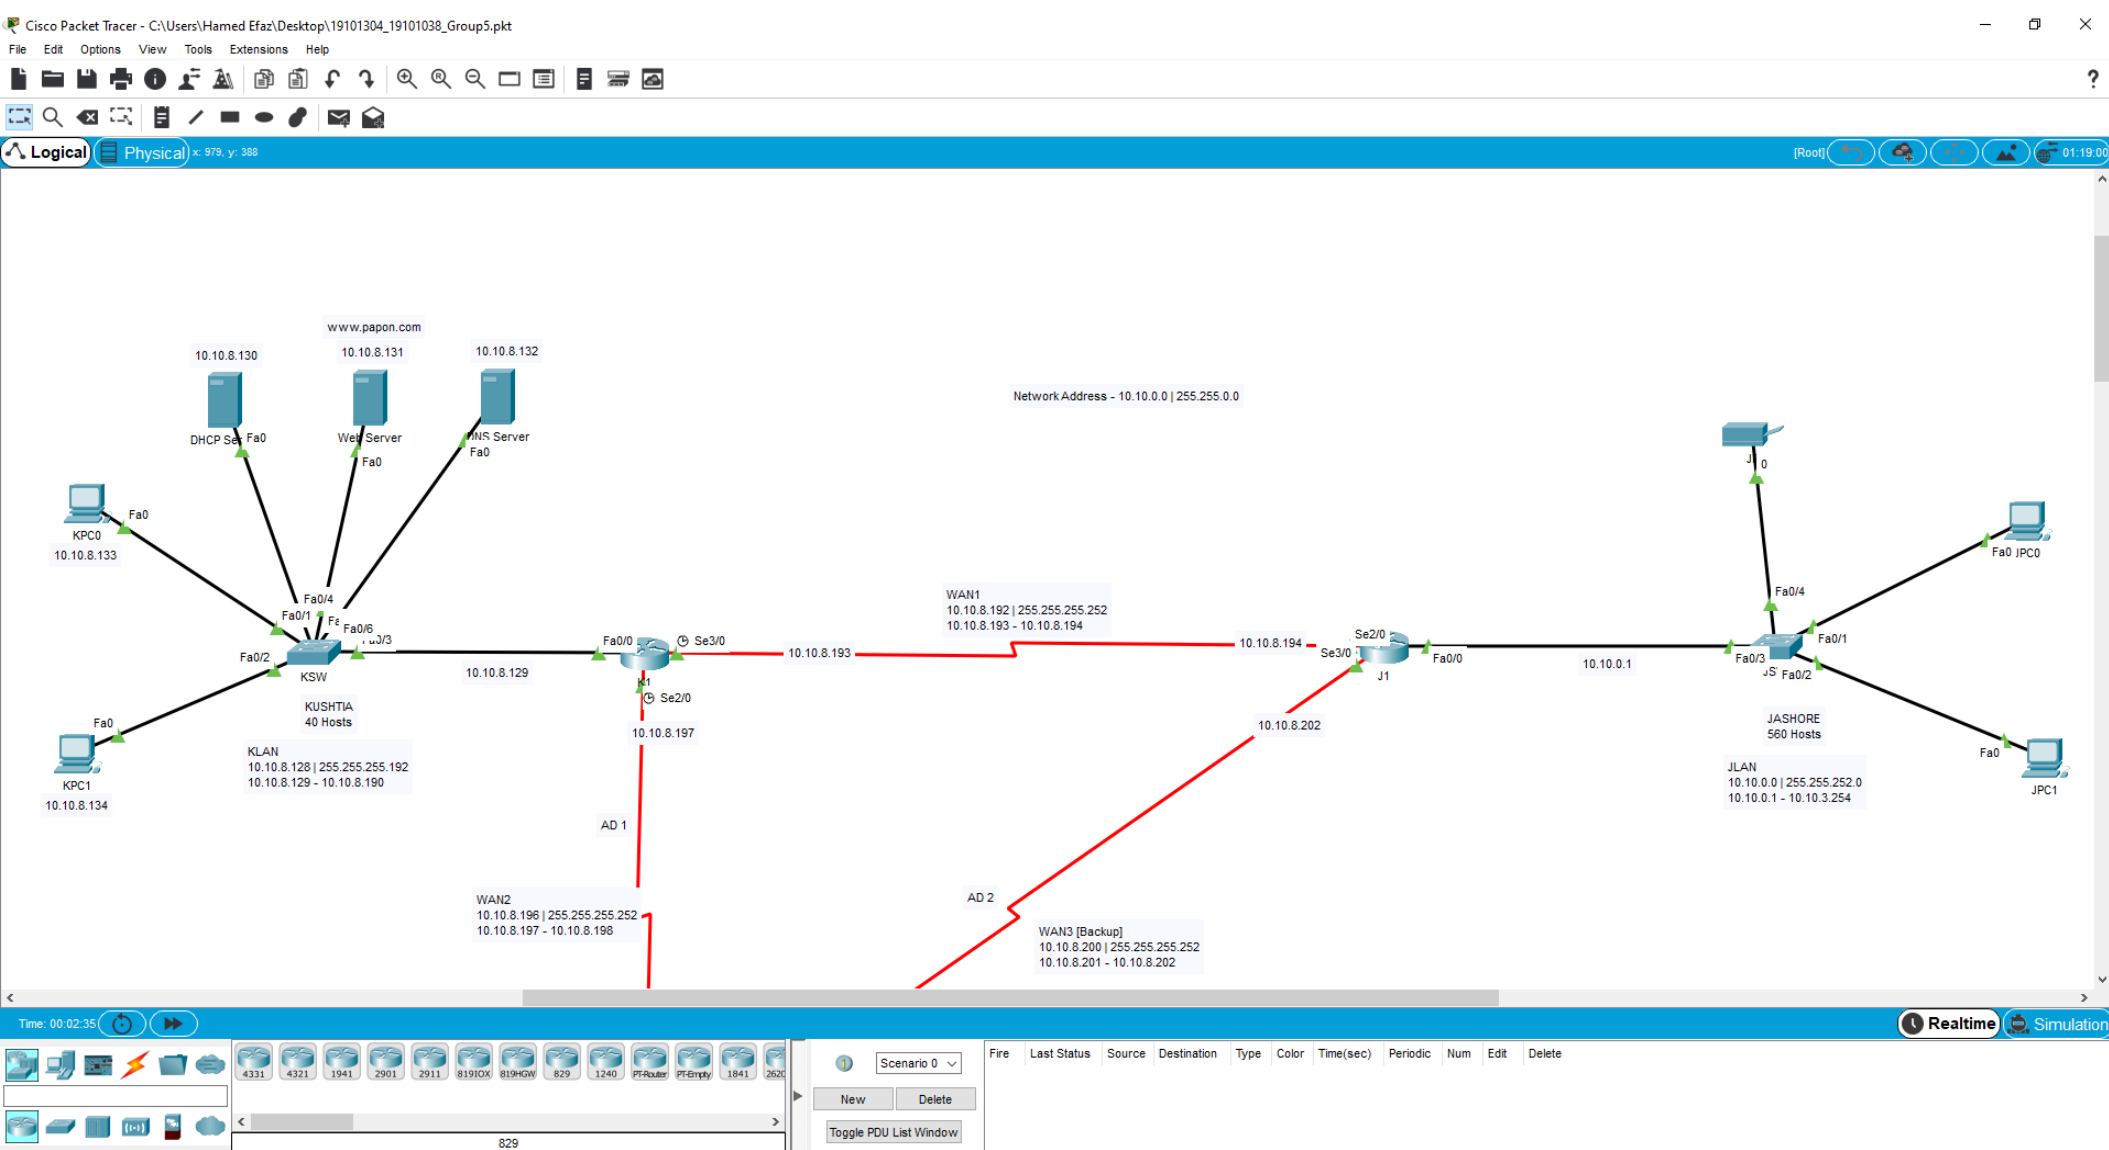 Cisco Packet Tracer - C:\Users\Hamed Efaz\Desktop\19101304_19101038_Group5.pkt
File Edit Options View Tools Extensions Help
Logical Physical x: 979, y: 388 [Root] 01:19:00
www.papon.com
10.10.8.130
10.10.8.131
10.10.8.132
Network Address - 10.10.0.0 | 255.255.0.0
DHCP Se Fa0
Web Server
Fa0
NS Server
Fa0
Fa0
KPC0
10.10.8.133
Fa0/4
Fa0/1
Fa0/6
Fa0/2
KSW
KUSHTIA
40 Hosts
Fa0
KPC1
10.10.8.134
KLAN
10.10.8.128 | 255.255.255.192
10.10.8.129 - 10.10.8.190
10.10.8.129
Fa0/0
Se3/0
K1
Se2/0
10.10.8.197
10.10.8.193
WAN1
10.10.8.192 | 255.255.255.252
10.10.8.193 - 10.10.8.194
10.10.8.194
Se2/0
Se3/0
J1
Fa0/0
10.10.8.202
10.10.0.1
Fa0/4
Fa0/1
Fa0/3
JS
Fa0/2
Fa0
JPC0
JASHORE
560 Hosts
Fa0
JPC1
JLAN
10.10.0.0 | 255.255.252.0
10.10.0.1 - 10.10.3.254
AD 1
WAN2
10.10.8.196 | 255.255.255.252
10.10.8.197 - 10.10.8.198
AD 2
WAN3 [Backup]
10.10.8.200 | 255.255.255.252
10.10.8.201 - 10.10.8.202
Time: 00:02:35
Realtime Simulation
4331 4321 1941 2901 2911 819IOX 819HGW 829 1240 PT-Router PT-Empty 1841 262
829
Scenario 0
New Delete
Toggle PDU List Window
Fire Last Status Source Destination Type Color Time(sec) Periodic Num Edit Delete